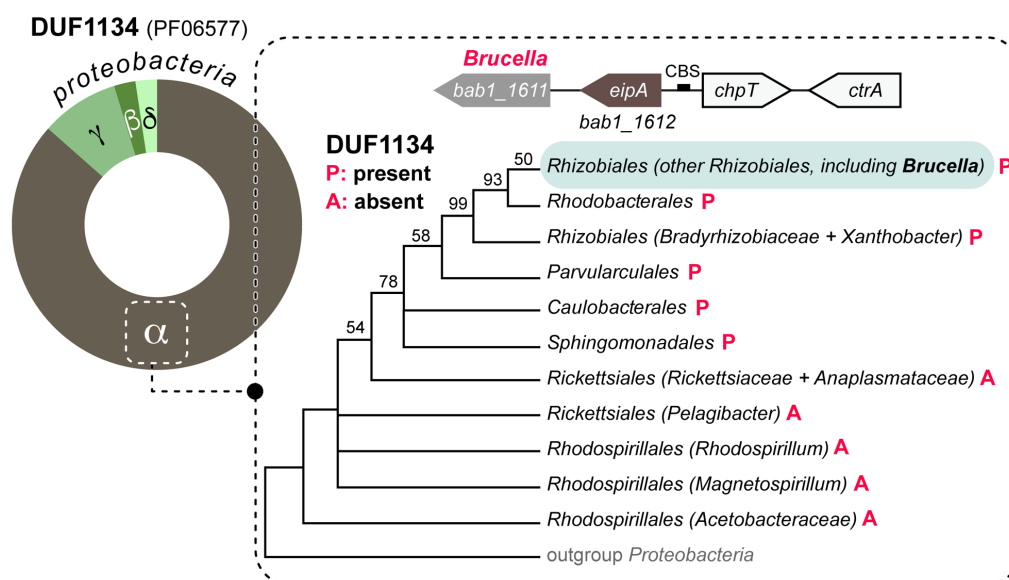 DUF1134 (PF06577)
proteobacteria
γ
β
δ
α
Brucella
bab1_1611
eipA
CBS
chpT
ctrA
bab1_1612
DUF1134
P: present
A: absent
50
Rhizobiales (other Rhizobiales, including Brucella) P
93
Rhodobacterales P
99
Rhizobiales (Bradyrhizobiaceae + Xanthobacter) P
58
Parvularculales P
78
Caulobacterales P
54
Sphingomonadales P
Rickettsiales (Rickettsiaceae + Anaplasmataceae) A
Rickettsiales (Pelagibacter) A
Rhodospirillales (Rhodospirillum) A
Rhodospirillales (Magnetospirillum) A
Rhodospirillales (Acetobacteraceae) A
outgroup Proteobacteria